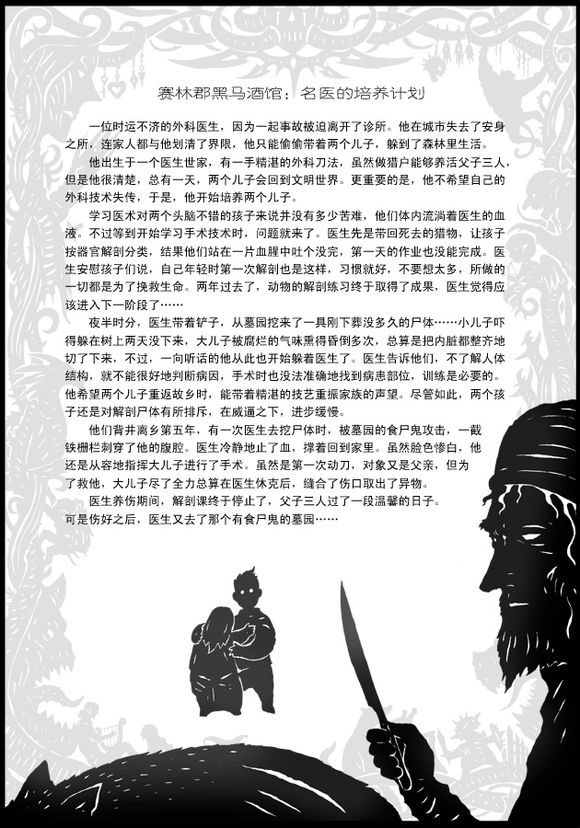 赛林郡黑马酒馆：名医的培养计划
一位时运不济的外科医生，因为一起事故被迫离开了诊所。他在城市失去了安身
之所，连家人都与他划清了界限，他只能偷偷带着两个儿子，躲到了森林里生活。
他出生于一个医生世家，有一手精湛的外科刀法，虽然做猎户能够养活父子三人，
但是他很清楚，总有一天，两个儿子会回到文明世界。更重要的是，他不希望自己的
外科技术失传，于是，他开始培养两个儿子。
学习医术对两个头脑不错的孩子来说并没有多少苦难，他们体内流淌着医生的血
液。不过等到开始学习手术技术时，问题就来了。医生先是带回死去的猎物，让孩子
按器官解剖分类，结果他们站在一片血腥中吐个没完，第一天的作业也没能完成。医
生安慰孩子们说，自己年轻时第一次解剖也是这样，习惯就好，不要想太多，所做的
一切都是为了挽救生命。两年过去了，动物的解剖练习终于取得了成果，医生觉得应
该进入下一阶段了……
夜半时分，医生带着铲子，从墓园挖来了一具刚下葬没多久的尸体……小儿子吓
得躲在树上两天没下来，大儿子被腐烂的气味熏得昏倒多次，总算是把内脏都整齐地
切了下来，不过，一向听话的他从此也开始躲着医生了。医生告诉他们，不了解人体
结构，就不能很好地判断病因，手术时也没法准确地找到病患部位，训练是必要的。
他希望两个儿子重返故乡时，能带着精湛的技艺重振家族的声望。尽管如此，两个孩
子还是对解剖尸体有所排斥，在威逼之下，进步缓慢。
他们背井离乡第五年，有一次医生去挖尸体时，被墓园的食尸鬼攻击，一截
铁栅栏刺穿了他的腹腔。医生冷静地止了血，撑着回到家里。虽然脸色惨白，他
还是从容地指挥大儿子进行了手术。虽然是第一次动刀，对象又是父亲，但为
了救他，大儿子尽了全力总算在医生休克后，缝合了伤口取出了异物。
医生养伤期间，解剖课终于停止了，父子三人过了一段温馨的日子。
可是伤好之后，医生又去了那个有食尸鬼的墓园……